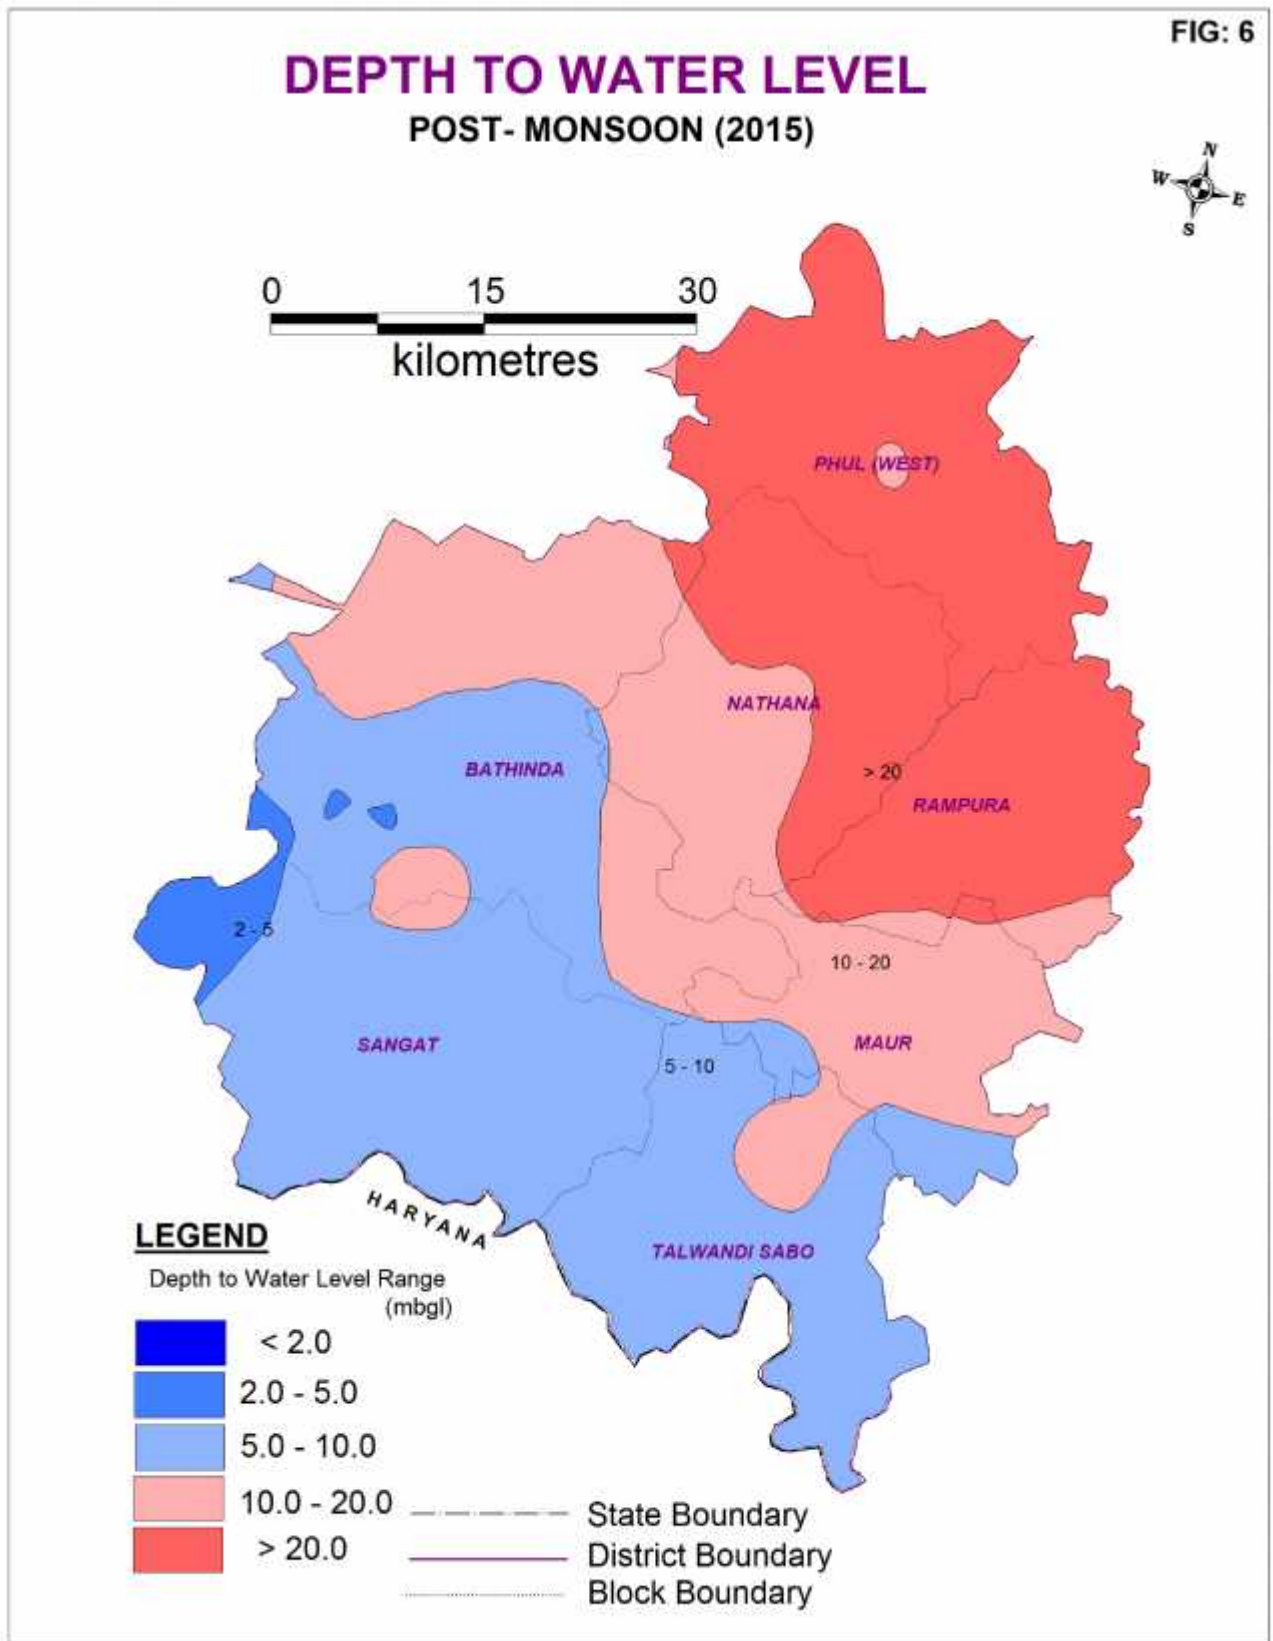 FIG: 6
DEPTH TO WATER LEVEL
POST- MONSOON (2015)
N
W
E
S
0 15 30
kilometres
PHUL (WEST)
NATHANA
BATHINDA
> 20
RAMPURA
2 - 5
10 - 20
SANGAT
MAUR
5 - 10
HARYANA
TALWANDI SABO
LEGEND
Depth to Water Level Range
(mbgl)
< 2.0
2.0 - 5.0
5.0 - 10.0
10.0 - 20.0
> 20.0
State Boundary
District Boundary
Block Boundary